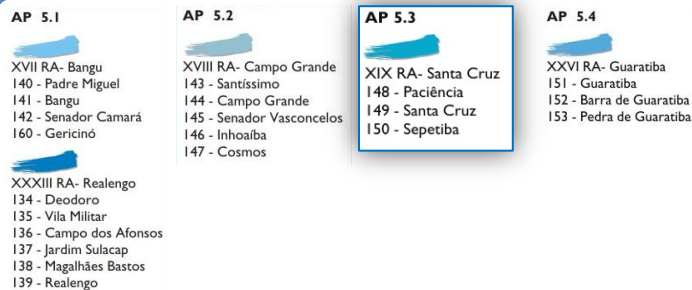 AP 5.1
XVII RA- Bangu
140 - Padre Miguel
141 - Bangu
142 - Senador Camará
160 - Gericinó
XXXIII RA- Realengo
134 - Deodoro
135 - Vila Militar
136 - Campo dos Afonsos
137 - Jardim Sulacap
138 - Magalhães Bastos
139 - Realengo
AP 5.2
XVIII RA- Campo Grande
143 - Santíssimo
144 - Campo Grande
145 - Senador Vasconcelos
146 - Inhoaíba
147 - Cosmos
AP 5.3
XIX RA- Santa Cruz
148 - Paciência
149 - Santa Cruz
150 - Sepetiba
AP 5.4
XXVI RA- Guaratiba
151 - Guaratiba
152 - Barra de Guaratiba
153 - Pedra de Guaratiba